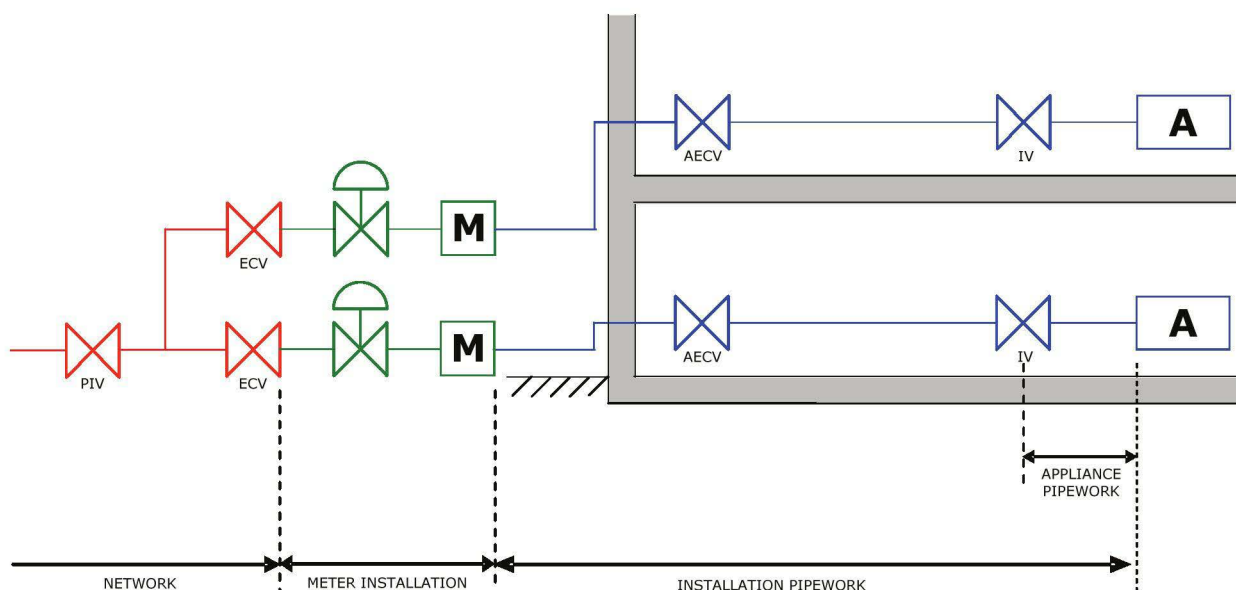 AECV
IV
A
M
ECV
M
A
PIV
ECV
AECV
IV
APPLIANCE
PIPEWORK
NETWORK
METER INSTALLATION
INSTALLATION PIPEWORK